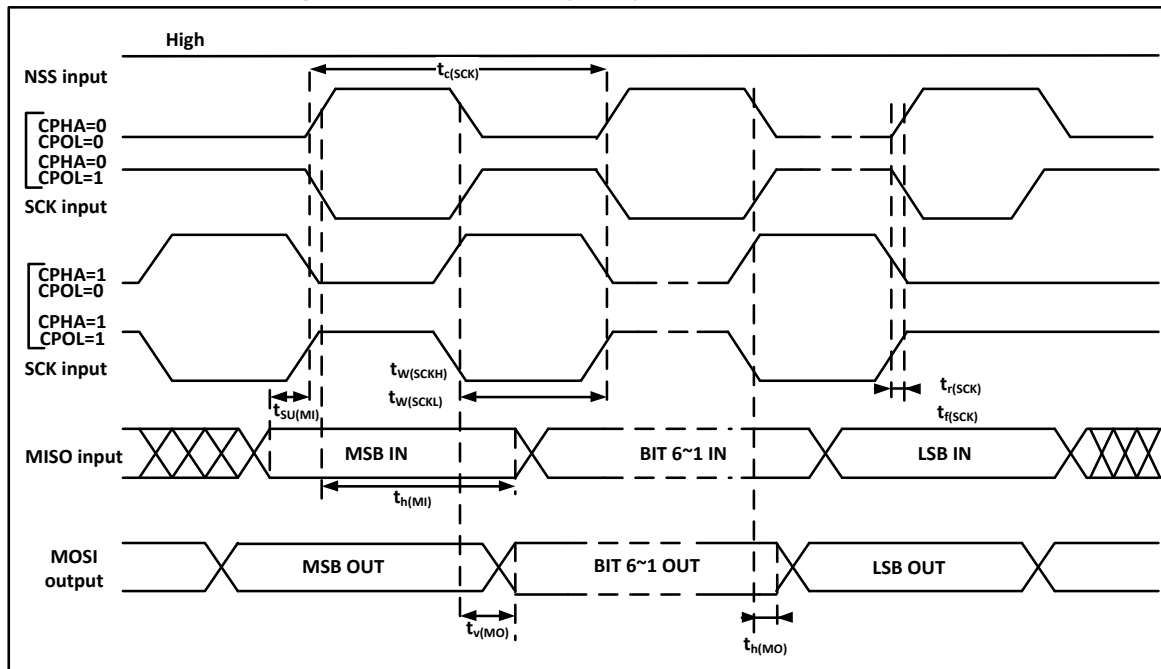 High
NSS input
tc(SCK)
CPHA=0
CPOL=0
CPHA=0
CPOL=1
SCK input
CPHA=1
CPOL=0
CPHA=1
CPOL=1
SCK input
tW(SCKH)
tW(SCKL)
tr(SCK)
tf(SCK)
tSU(MI)
MISO input
MSB IN
BIT 6~1 IN
LSB IN
th(MI)
MOSI
output
MSB OUT
BIT 6~1 OUT
LSB OUT
tv(MO)
th(MO)